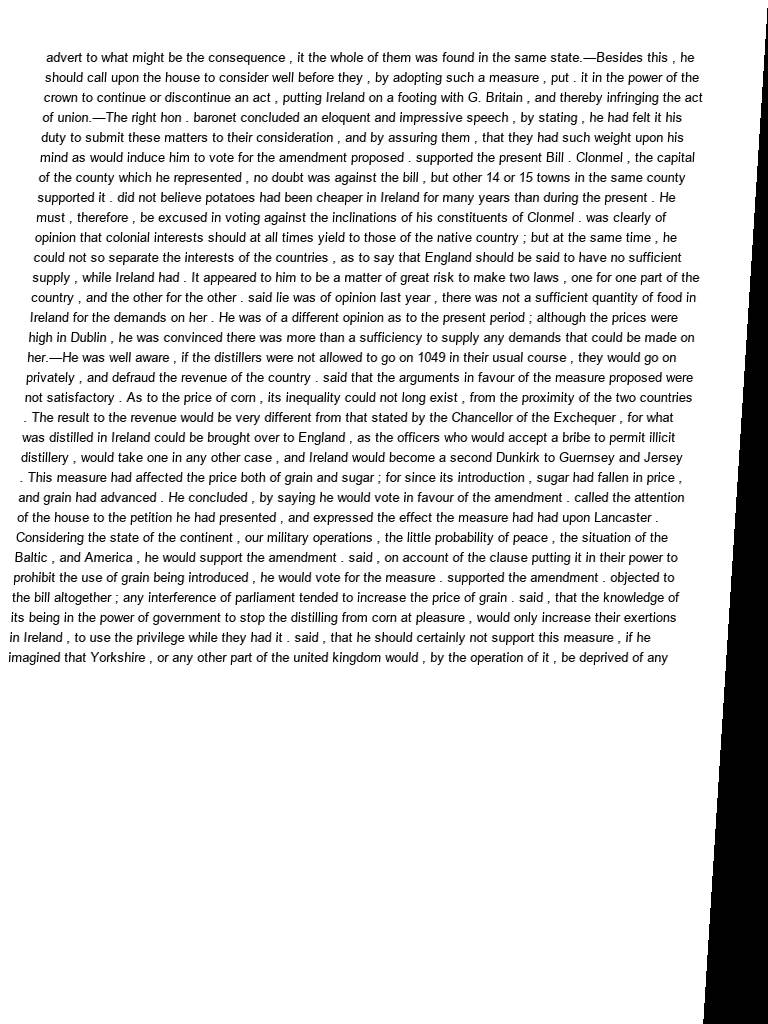 advert to what might be the consequence , it the whole of them was found in the same state.—Besides this , he
should call upon the house to consider well before they , by adopting such a measure , put . it in the power of the
crown to continue or discontinue an act , putting Ireland on a footing with G. Britain , and thereby infringing the act
of union.—The right hon . baronet concluded an eloquent and impressive speech , by stating , he had felt it his
duty to submit these matters to their consideration , and by assuring them , that they had such weight upon his
mind as would induce him to vote for the amendment proposed . supported the present Bill . Clonmel , the capital
of the county which he represented , no doubt was against the bill , but other 14 or 15 towns in the same county
supported it . did not believe potatoes had been cheaper in Ireland for many years than during the present . He
must , therefore , be excused in voting against the inclinations of his constituents of Clonmel . was clearly of
opinion that colonial interests should at all times yield to those of the native country ; but at the same time , he
could not so separate the interests of the countries , as to say that England should be said to have no sufficient
supply , while Ireland had . It appeared to him to be a matter of great risk to make two laws , one for one part of the
country , and the other for the other . said lie was of opinion last year , there was not a sufficient quantity of food in
Ireland for the demands on her . He was of a different opinion as to the present period ; although the prices were
high in Dublin , he was convinced there was more than a sufficiency to supply any demands that could be made on
her.—He was well aware , if the distillers were not allowed to go on 1049 in their usual course , they would go on
privately , and defraud the revenue of the country . said that the arguments in favour of the measure proposed were
not satisfactory . As to the price of corn , its inequality could not long exist , from the proximity of the two countries
. The result to the revenue would be very different from that stated by the Chancellor of the Exchequer , for what
was distilled in Ireland could be brought over to England , as the officers who would accept a bribe to permit illicit
distillery , would take one in any other case , and Ireland would become a second Dunkirk to Guernsey and Jersey
. This measure had affected the price both of grain and sugar ; for since its introduction , sugar had fallen in price ,
and grain had advanced . He concluded , by saying he would vote in favour of the amendment . called the attention
of the house to the petition he had presented , and expressed the effect the measure had had upon Lancaster .
Considering the state of the continent , our military operations , the little probability of peace , the situation of the
Baltic , and America , he would support the amendment . said , on account of the clause putting it in their power to
prohibit the use of grain being introduced , he would vote for the measure . supported the amendment . objected to
the bill altogether ; any interference of parliament tended to increase the price of grain . said , that the knowledge of
its being in the power of government to stop the distilling from corn at pleasure , would only increase their exertions
in Ireland , to use the privilege while they had it . said , that he should certainly not support this measure , if he
imagined that Yorkshire , or any other part of the united kingdom would , by the operation of it , be deprived of any